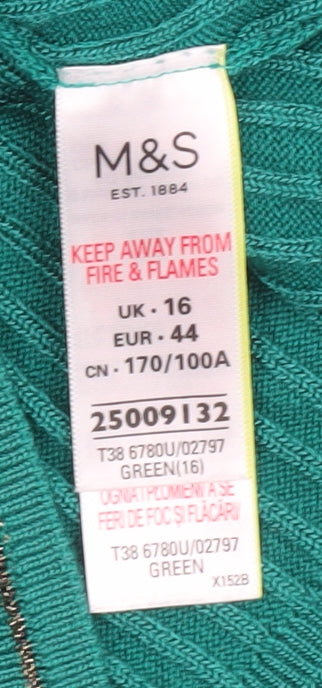 M&S
EST. 1884
KEEP AWAY FROM
FIRE & FLAMES
UK · 16
EUR · 44
CN · 170/100A
25009132
T38 6780U/02797
GREEN(16)
A SE
FERI DE FOC ȘI FLĂCĂRI
T38 6780U/02797
GREEN
X152B